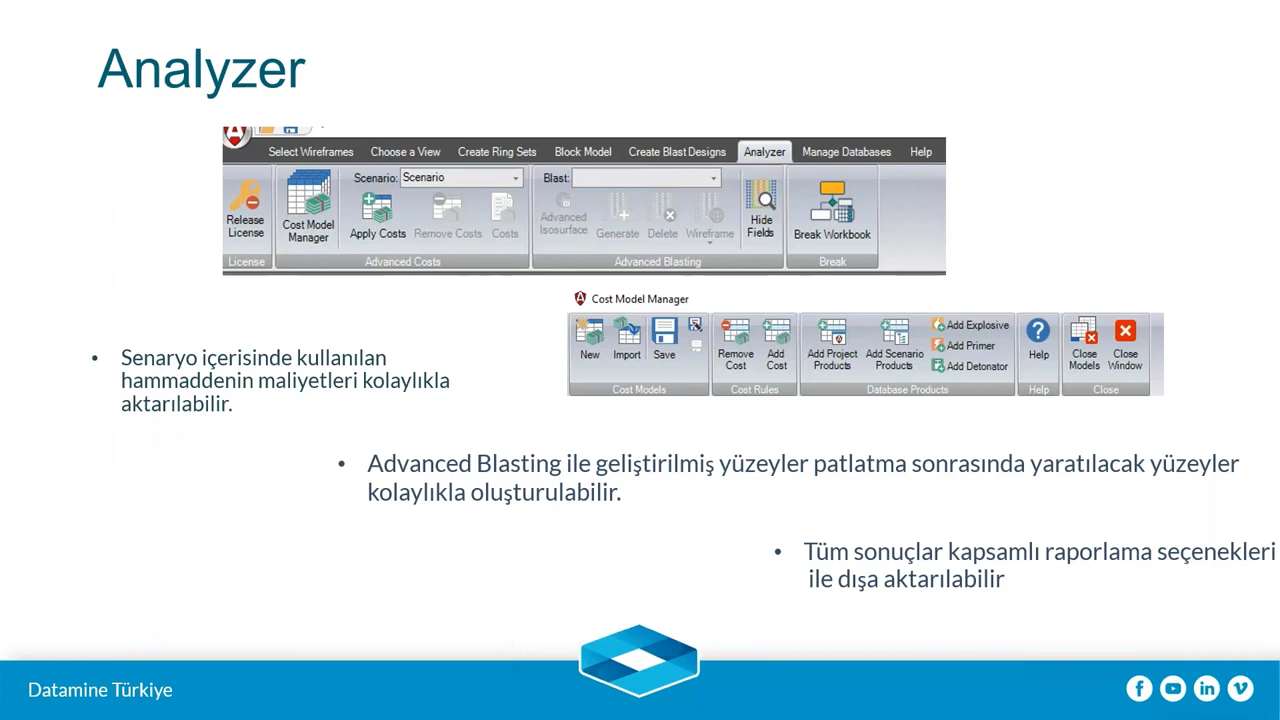 Analyzer
Select Wireframes Choose a View Create Ring Sets Block Model Create Blast Designs Analyzer Manage Databases Help
Scenario: Scenario Blast:
Release License
Cost Model Manager
Apply Costs Remove Costs Costs
Advanced Isosurface
Generate Delete Wireframe
Hide Fields
Break Workbook
License Advanced Costs Advanced Blasting Break
Cost Model Manager
New Import Save
Remove Cost
Add Cost
Add Project Products
Add Scenario Products
Add Explosive
Add Primer
Add Detonator
Help
Close Models
Close Window
Cost Models Cost Rules Database Products Help Close
• Senaryo içerisinde kullanılan
hammaddenin maliyetleri kolaylıkla
aktarılabilir.
• Advanced Blasting ile geliştirilmiş yüzeyler patlatma sonrasında yaratılacak yüzeyler
kolaylıkla oluşturulabilir.
• Tüm sonuçlar kapsamlı raporlama seçenekleri
ile dışa aktarılabilir
Datamine Türkiye